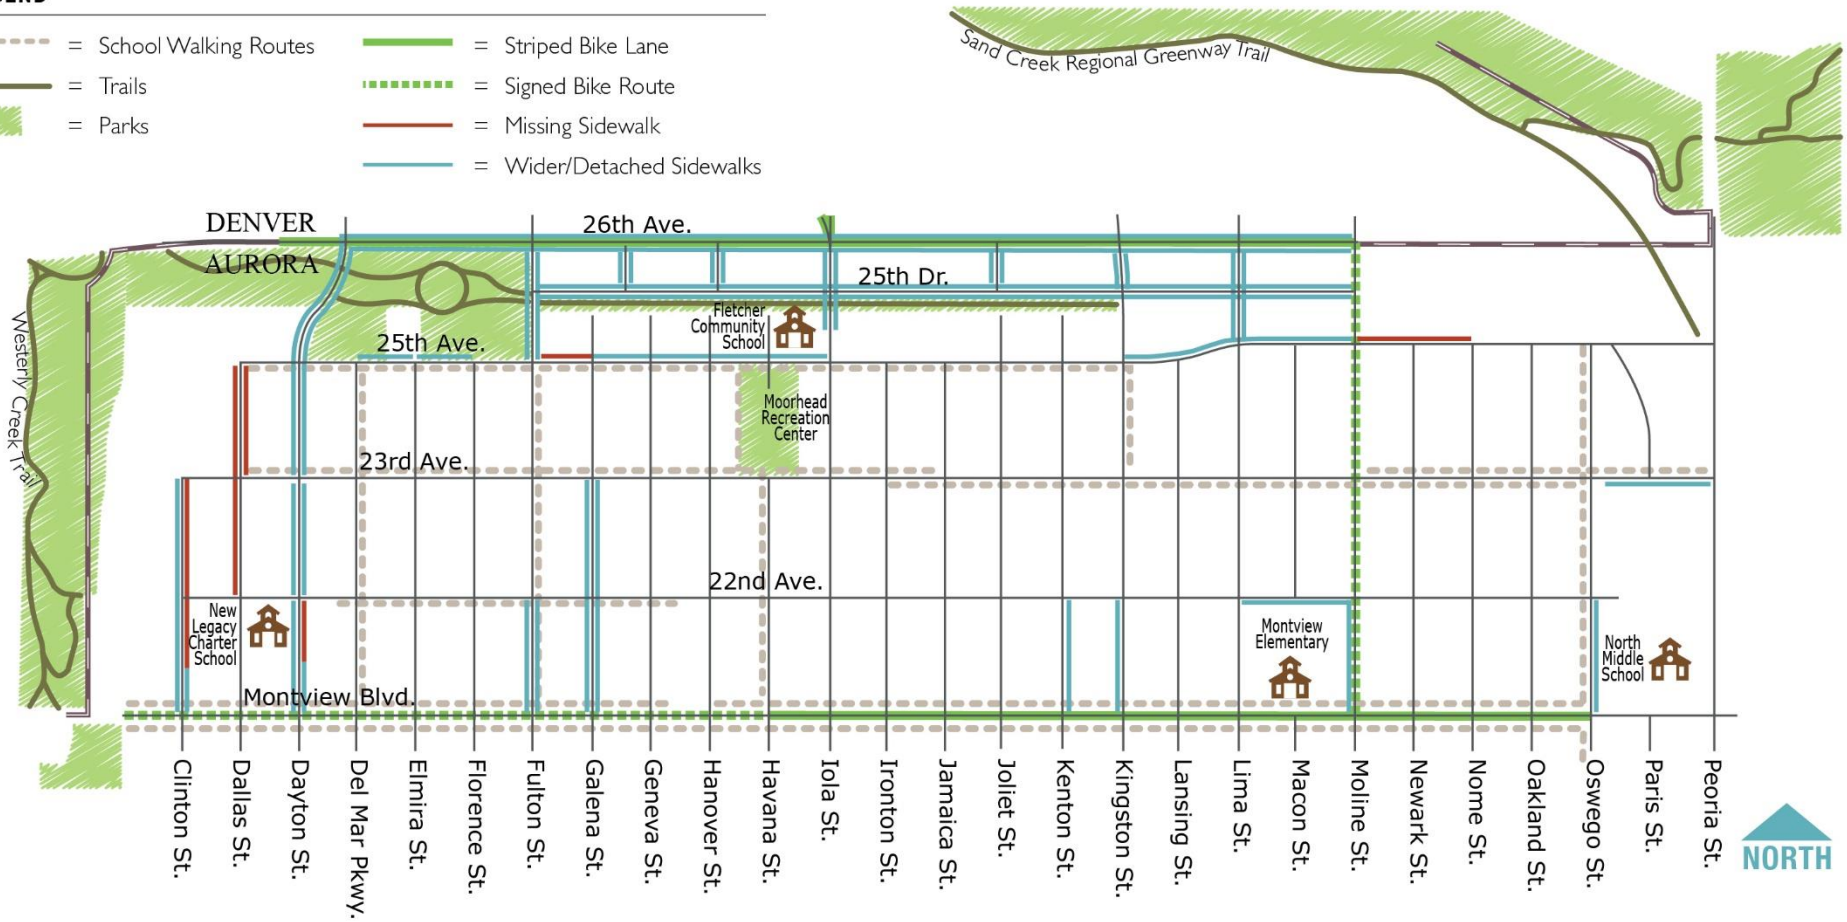 = School Walking Routes
= Trails
= Parks
= Striped Bike Lane
= Signed Bike Route
= Missing Sidewalk
= Wider/Detached Sidewalks
Sand Creek Regional Greenway Trail
DENVER
AURORA
26th Ave.
25th Dr.
Fletcher
Community
School
25th Ave.
Westerly Creek Trail
Moorhead
Recreation
Center
23rd Ave.
22nd Ave.
New
Legacy
Charter
School
Montview
Elementary
North
Middle
School
Montview Blvd.
Clinton St.
Dallas St.
Dayton St.
Del Mar Pkwy.
Elmira St.
Florence St.
Fulton St.
Galena St.
Geneva St.
Hanover St.
Havana St.
Iola St.
Ironton St.
Jamaica St.
Joliet St.
Kenton St.
Kingston St.
Lansing St.
Lima St.
Macon St.
Moline St.
Newark St.
Nome St.
Oakland St.
Oswego St.
Paris St.
Peoria St.
NORTH